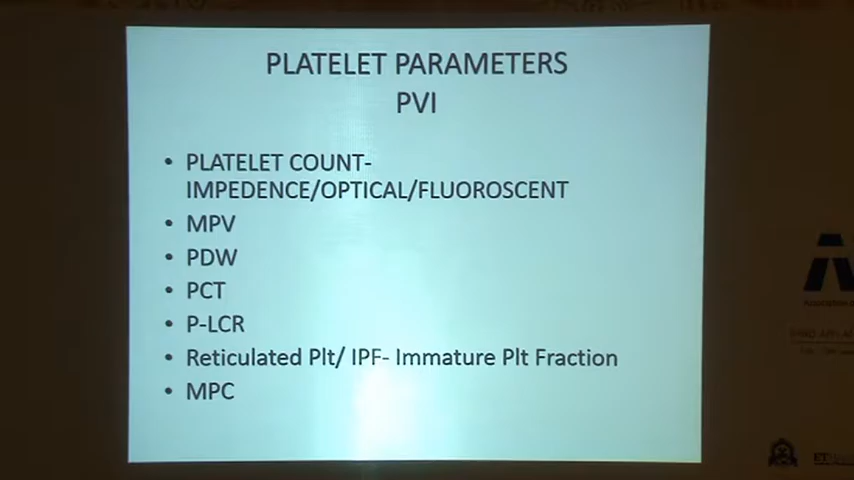 PLATELET PARAMETERS
PVI
• PLATELET COUNT-
IMPEDENCE/OPTICAL/FLUOROSCENT
• MPV
• PDW
• PCT
• P-LCR
• Reticulated Plt/ IPF- Immature Plt Fraction
• MPC